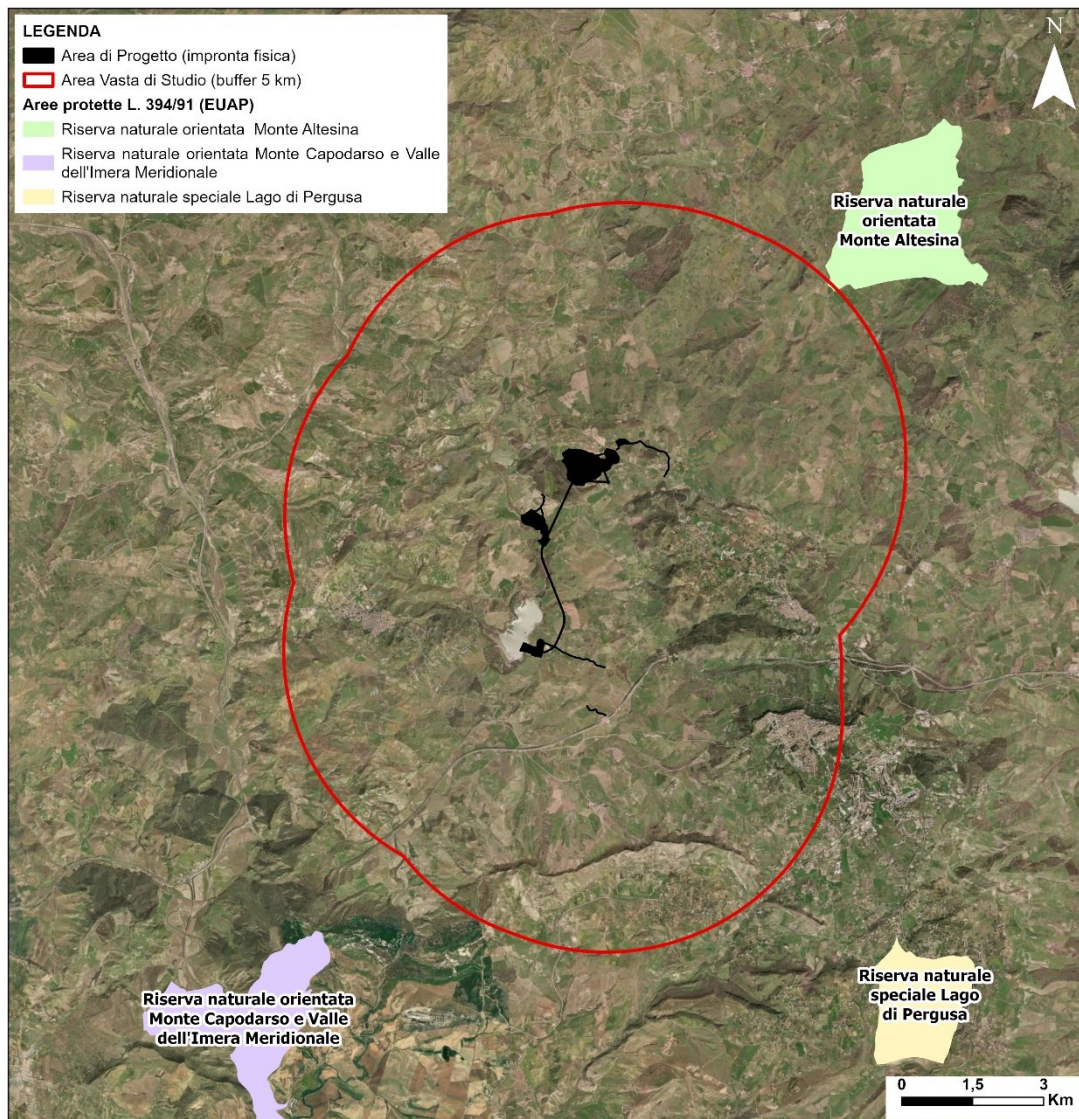 LEGENDA
Area di Progetto (impronta fisica)
Area Vasta di Studio (buffer 5 km)
Aree protette L. 394/91 (EUAP)
Riserva naturale orientata Monte Altesina
Riserva naturale orientata Monte Capodarso e Valle
dell'Imera Meridionale
Riserva naturale speciale Lago di Pergusa
N
Riserva naturale
orientata
Monte Altesina
Riserva naturale orientata
Monte Capodarso e Valle
dell'Imera Meridionale
Riserva naturale
speciale Lago
di Pergusa
0 1,5 3
Km